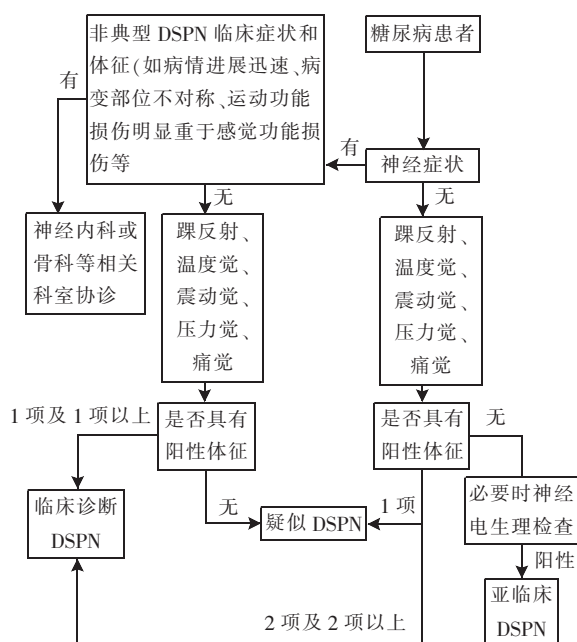 非典型 DSPN 临床症状和
体征(如病情进展迅速、病
变部位不对称、运动功能
损伤明显重于感觉功能损
伤等
糖尿病患者
有
有
神经症状
无
无
神经内科或
骨科等相关
科室协诊
踝反射、
温度觉、
震动觉、
压力觉、
痛觉
踝反射、
温度觉、
震动觉、
压力觉、
痛觉
1 项及 1 项以上
是否具有
阳性体征
是否具有
阳性体征
无
临床诊断
DSPN
无
疑似 DSPN
1 项
必要时神经
电生理检查
阳性
2 项及 2 项以上
亚临床
DSPN